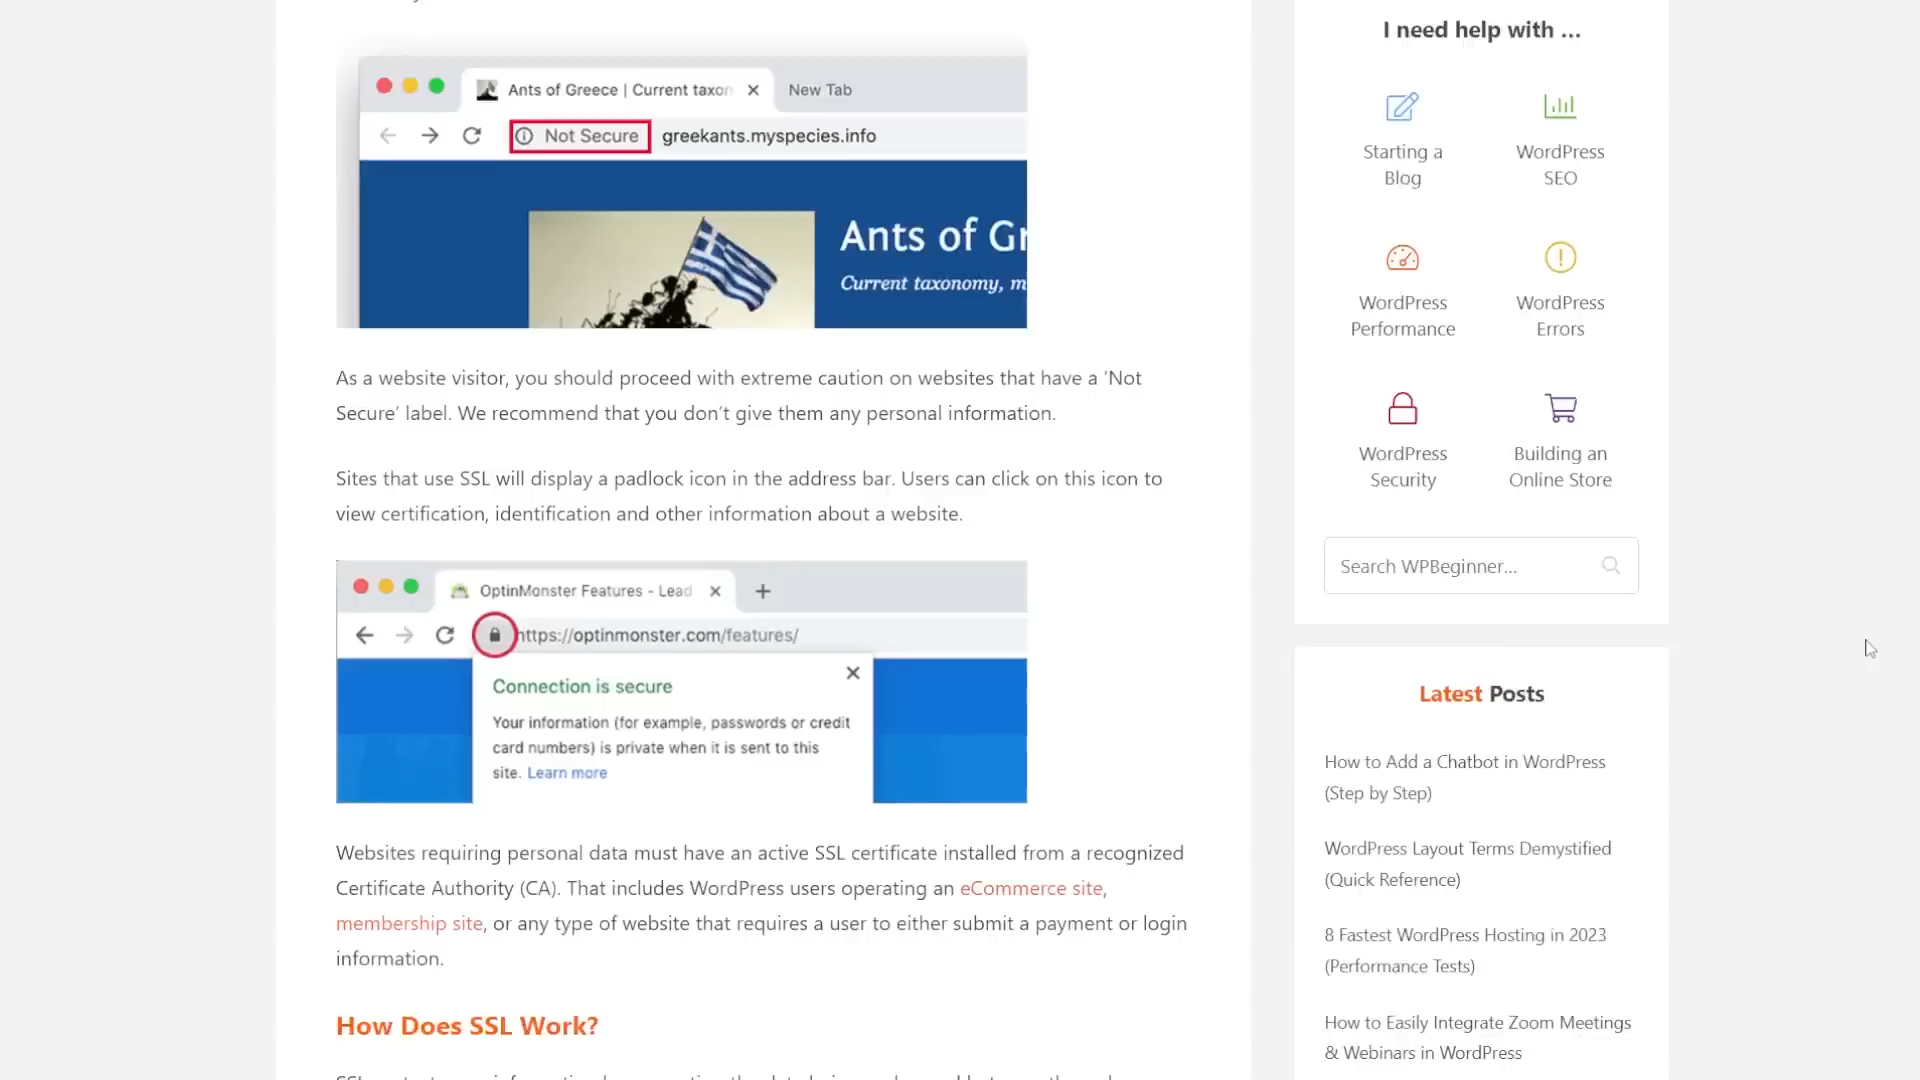 I need help with ...
Ants of Greece | Current taxon
New Tab
Not Secure
greekants.myspecies.info
Ants of Gr
Current taxonomy, m
Starting a
Blog
WordPress
SEO
WordPress
Performance
WordPress
Errors
WordPress
Security
Building an
Online Store
Search WPBeginner...
As a website visitor, you should proceed with extreme caution on websites that have a ‘Not
Secure’ label. We recommend that you don’t give them any personal information.
Sites that use SSL will display a padlock icon in the address bar. Users can click on this icon to
view certification, identification and other information about a website.
OptinMonster Features - Lead
https://optinmonster.com/features/
Connection is secure
Your information (for example, passwords or credit
card numbers) is private when it is sent to this
site. Learn more
Websites requiring personal data must have an active SSL certificate installed from a recognized
Certificate Authority (CA). That includes WordPress users operating an eCommerce site,
membership site, or any type of website that requires a user to either submit a payment or login
information.
How Does SSL Work?
Latest Posts
How to Add a Chatbot in WordPress
(Step by Step)
WordPress Layout Terms Demystified
(Quick Reference)
8 Fastest WordPress Hosting in 2023
(Performance Tests)
How to Easily Integrate Zoom Meetings
& Webinars in WordPress